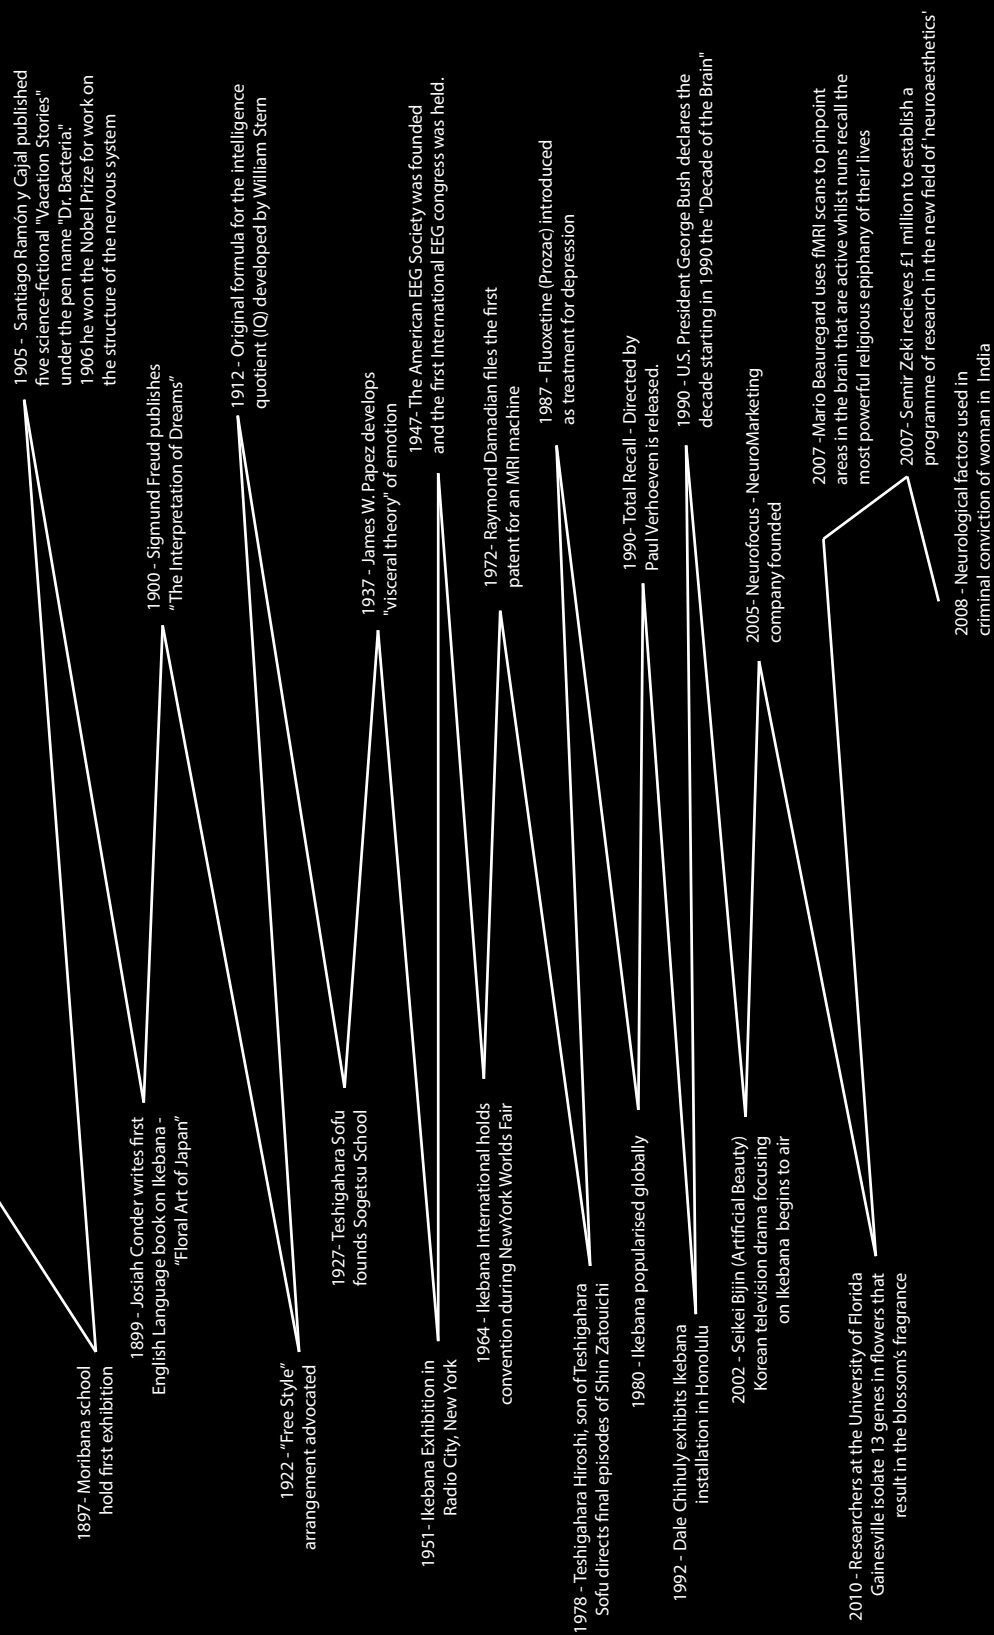 1905 -  Santiago Ramón y Cajal published
five science-fictional "Vacation Stories"
under the pen name "Dr. Bacteria."
1906 he won the Nobel Prize for work on
the structure of the nervous system
1900 - Sigmund Freud publishes
“The Interpretation of Dreams”
1912 - Original formula for the intelligence
quotient (IQ) developed by William Stern
1937 - James W. Papez develops
"visceral theory" of emotion
1947- The American EEG Society was founded
and the first International EEG congress was held.
1972- Raymond Damadian files the first
patent for an MRI machine
1987 - Fluoxetine (Prozac) introduced
as treatment for depression
1990- Total Recall - Directed by
Paul Verhoeven is released.
1990 - U.S. President George Bush declares the
decade starting in 1990 the "Decade of the Brain"
2005- Neurofocus - NeuroMarketing
company founded
2007 -Mario Beauregard uses fMRI scans to pinpoint
areas in the brain that are active whilst nuns recall the
most powerful religious epiphany of their lives
2007- Semir Zeki recieves £1 million to establish a
programme of research in the new field of 'neuroaesthetics'
2008 - Neurological factors used in
criminal conviction of woman in  India
1897- Moribana school
hold first exhibition
1899 - Josiah Conder writes first
English Language book on Ikebana -
“Floral Art of Japan”
1922 - “Free Style”
arrangement advocated
1927- Teshigahara Sofu
founds Sogetsu School
1951- Ikebana Exhibition in
Radio City, New York
1964 - Ikebana International holds
convention during NewYork Worlds Fair
1978 - Teshigahara Hiroshi, son of Teshigahara
Sofu directs final episodes of Shin Zatouichi
1980 - Ikebana popularised globally
1992 - Dale Chihuly exhibits Ikebana
installation in Honolulu
2002 - Seikei Bijin (Artificial Beauty)
Korean television drama focusing
on Ikebana  begins to air
2010 - Researchers at the University of Florida
Gainesville isolate 13 genes in flowers that
result in the blossom’s fragrance